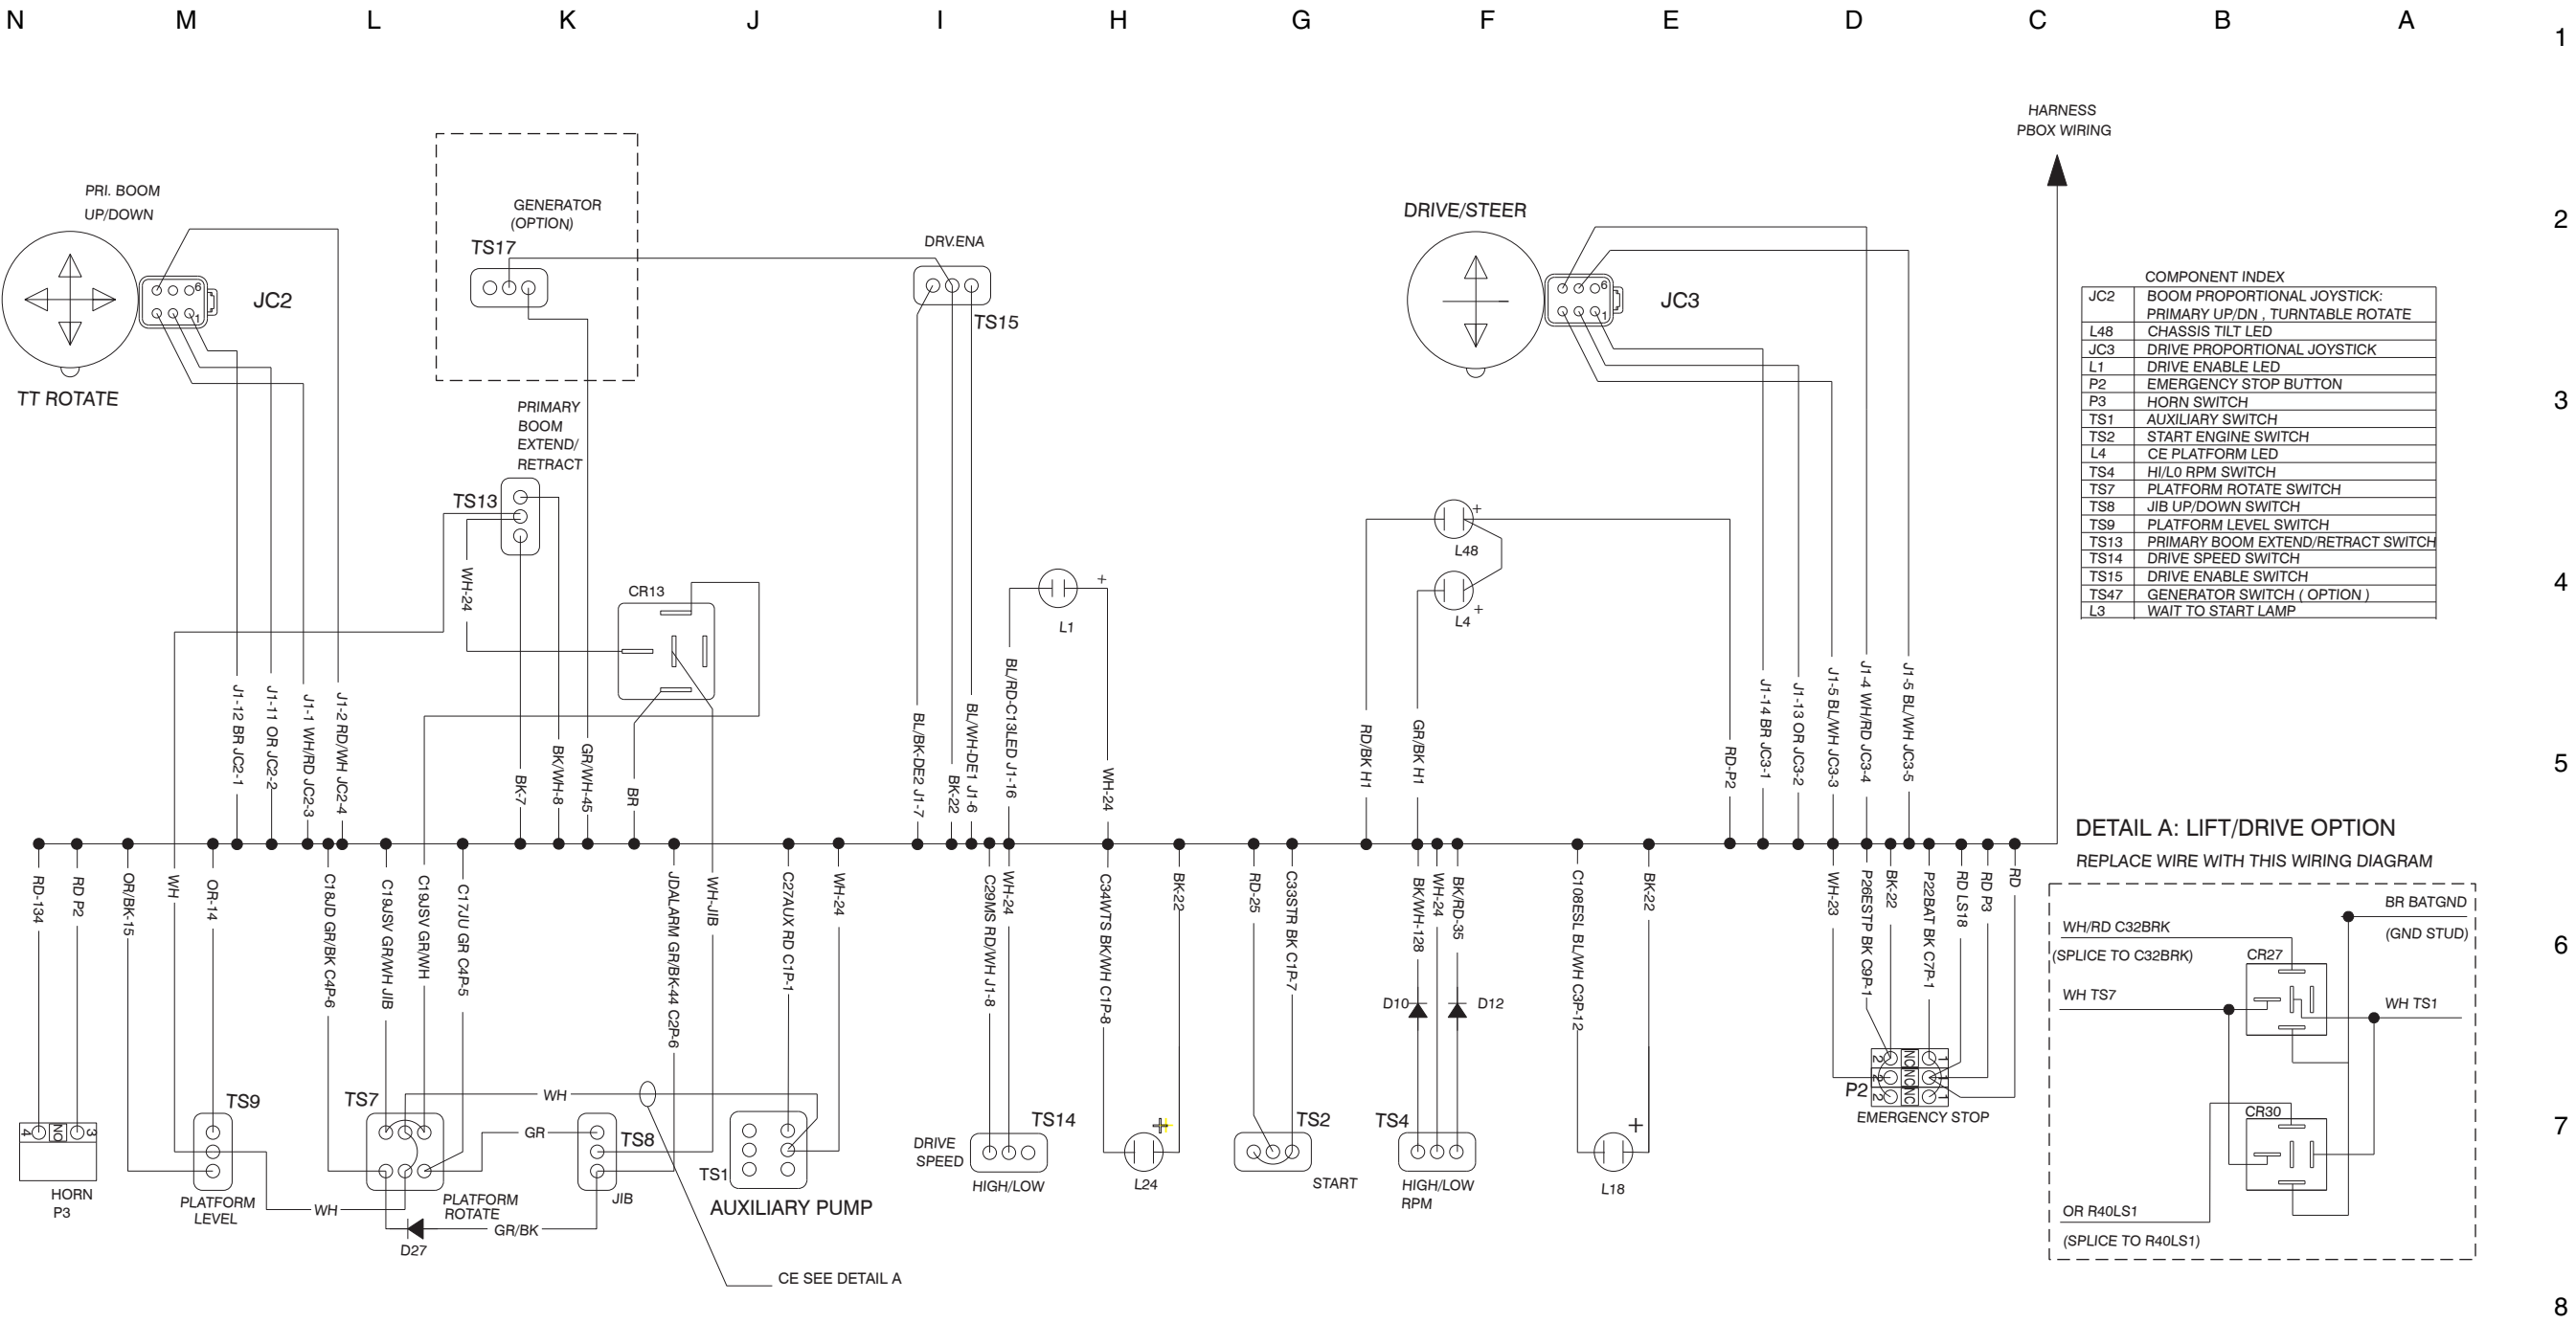 N M L K J I H G F E D C B A
1
2
3
4
5
6
7
8
HARNESS
PBOX WIRING
PRI. BOOM
UP/DOWN
6
1
JC2
TT ROTATE
GENERATOR
(OPTION)
TS17
DRV.ENA
TS15
DRIVE/STEER
6
1
JC3
PRIMARY
BOOM
EXTEND/
RETRACT
TS13
WH-24
CR13
+
L1
+
L48
L4
+
COMPONENT INDEX
JC2 BOOM PROPORTIONAL JOYSTICK:
PRIMARY UP/DN , TURNTABLE ROTATE
L48 CHASSIS TILT LED
JC3 DRIVE PROPORTIONAL JOYSTICK
L1 DRIVE ENABLE LED
P2 EMERGENCY STOP BUTTON
P3 HORN SWITCH
TS1 AUXILIARY SWITCH
TS2 START ENGINE SWITCH
L4 CE PLATFORM LED
TS4 HI/L0 RPM SWITCH
TS7 PLATFORM ROTATE SWITCH
TS8 JIB UP/DOWN SWITCH
TS9 PLATFORM LEVEL SWITCH
TS13 PRIMARY BOOM EXTEND/RETRACT SWITCH
TS14 DRIVE SPEED SWITCH
TS15 DRIVE ENABLE SWITCH
TS47 GENERATOR SWITCH ( OPTION )
L3 WAIT TO START LAMP
J1-12 BR JC2-1
J1-11 OR JC2-2
J1-1 WH/RD JC2-3
J1-2 RD/WH JC2-4
BK-7
BK/WH-8
GR/WH-45
BR
BL/BK-DE2 J1-7
BK-22
BL/WH-DE1 J1-6
BL/RD-C13LED J1-16
WH-24
RD/BK H1
GR/BK H1
RD-P2
J1-14 BR JC3-1
J1-13 OR JC3-2
J1-5 BL/WH JC3-3
J1-4 WH/RD JC3-4
J1-5 BL/WH JC3-5
RD-134
RD P2
OR/BK-15
WH
OR-14
C18JD GR/BK C4P-6
C19JSV GR/WH JIB
C19JSV GR/WH
C17JU GR C4P-5
JDALARM GR/BK-44 C2P-6
WH-JIB
C27AUX RD C1P-1
WH-24
C29MS RD/WH J1-8
WH-24
C34WTS BK/WH C1P-8
BK-22
RD-25
C33STR BK C1P-7
BK/WH-128
WH-24
BK/RD-35
C108ESL BL/WH C3P-12
BK-22
WH-23
P26ESTP BK C9P-1
BK-22
P22BAT BK C7P-1
RD LS18
RD P3
RD
D10
D12
4 NO 3
HORN
P3
TS9
PLATFORM
LEVEL
WH
TS7
PLATFORM
ROTATE
D27
GR/BK
WH
GR
TS8
JIB
TS1
AUXILIARY PUMP
CE SEE DETAIL A
DRIVE
SPEED
TS14
HIGH/LOW
+
L24
TS2
START
TS4
HIGH/LOW
RPM
+
L18
2 NO 1
2 NC 1
2 NC 1
P2
EMERGENCY STOP
DETAIL A: LIFT/DRIVE OPTION
REPLACE WIRE WITH THIS WIRING DIAGRAM
BR BATGND
(GND STUD)
WH/RD C32BRK
(SPLICE TO C32BRK)
CR27
WH TS7
WH TS1
CR30
OR R40LS1
(SPLICE TO R40LS1)